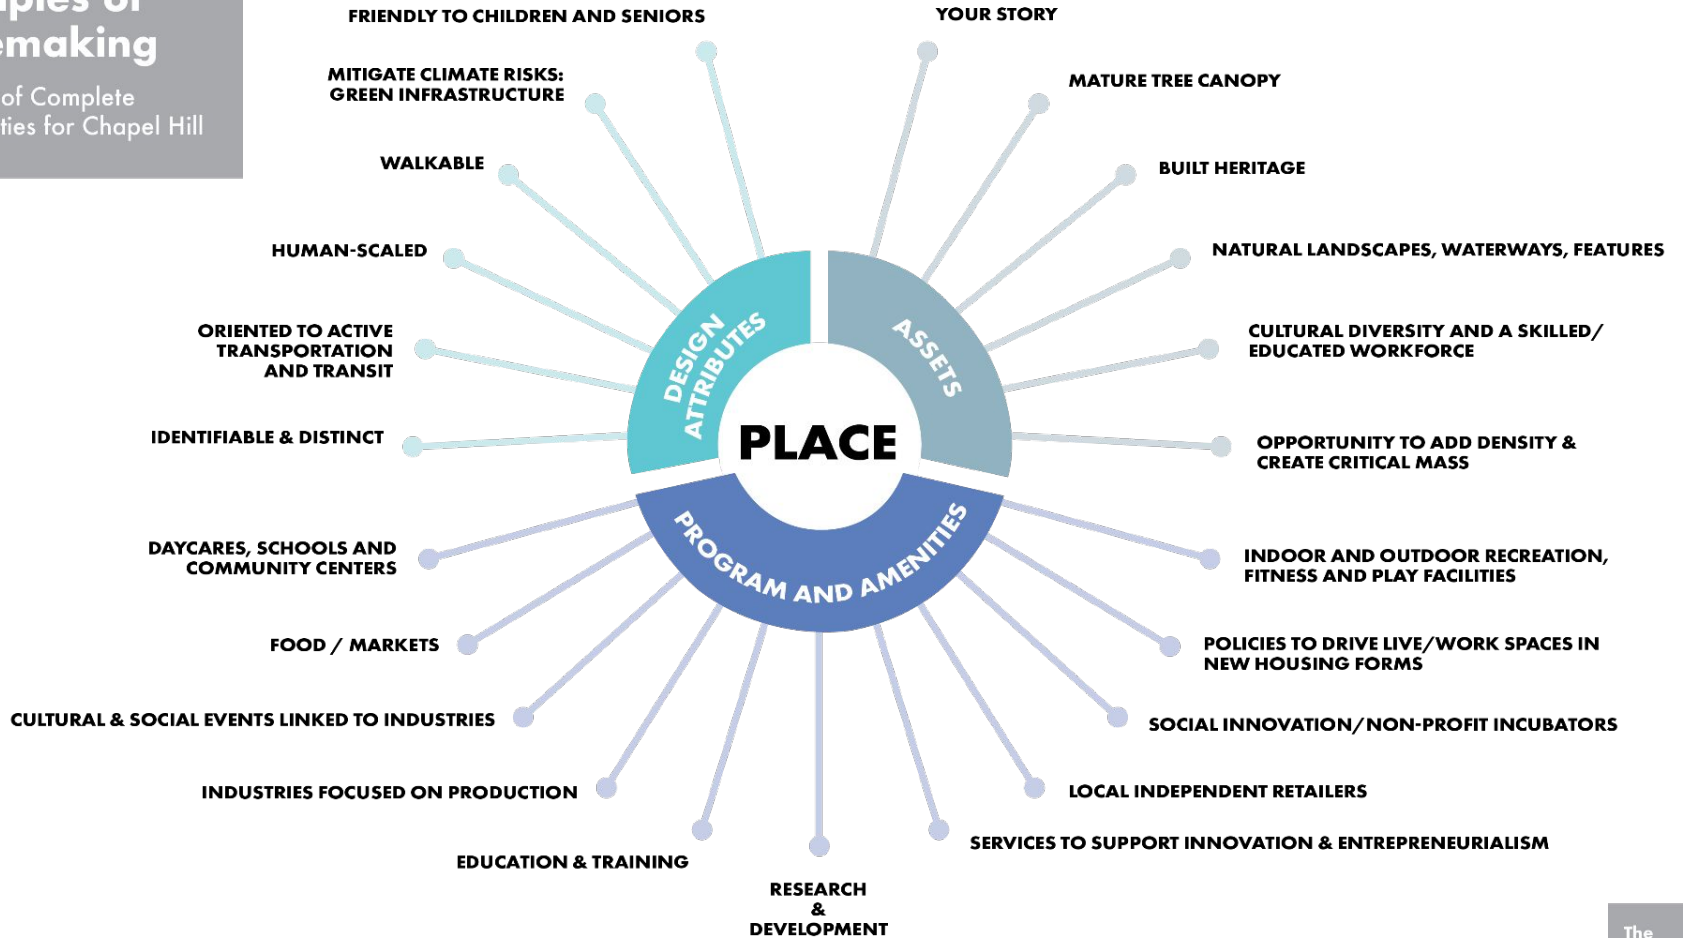 of Complete
for Chapel Hill
FRIENDLY TO CHILDREN AND SENIORS
MITIGATE CLIMATE RISKS:
GREEN INFRASTRUCTURE
WALKABLE
HUMAN-SCALED
ORIENTED TO ACTIVE
TRANSPORTATION
AND TRANSIT
IDENTIFIABLE & DISTINCT
DAYCARES, SCHOOLS AND
COMMUNITY CENTERS
FOOD / MARKETS
CULTURAL & SOCIAL EVENTS LINKED TO INDUSTRIES
INDUSTRIES FOCUSED ON PRODUCTION
EDUCATION & TRAINING
RESEARCH
&
DEVELOPMENT
YOUR STORY
MATURE TREE CANOPY
BUILT HERITAGE
NATURAL LANDSCAPES, WATERWAYS, FEATURES
CULTURAL DIVERSITY AND A SKILLED/
EDUCATED WORKFORCE
OPPORTUNITY TO ADD DENSITY &
CREATE CRITICAL MASS
INDOOR AND OUTDOOR RECREATION,
FITNESS AND PLAY FACILITIES
POLICIES TO DRIVE LIVE/WORK SPACES IN
NEW HOUSING FORMS
SOCIAL INNOVATION/NON-PROFIT INCUBATORS
LOCAL INDEPENDENT RETAILERS
SERVICES TO SUPPORT INNOVATION & ENTREPRENEURIALISM
DESIGN
ATTRIBUTES
ASSETS
PLACE
PROGRAM AND AMENITIES
The